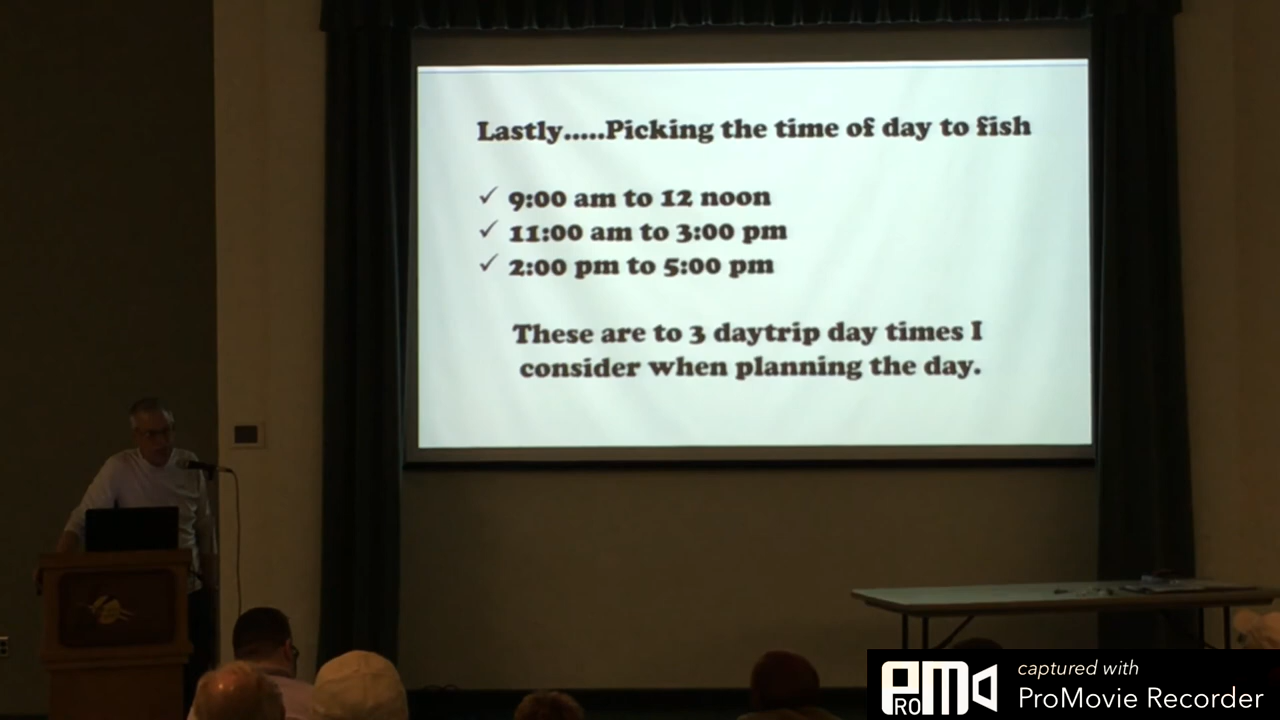 Lastly.....Picking the time of day to fish
✓ 9:00 am to 12 noon
✓ 11:00 am to 3:00 pm
✓ 2:00 pm to 5:00 pm
These are to 3 daytrip day times I
consider when planning the day.
PRO M
captured with
ProMovie Recorder